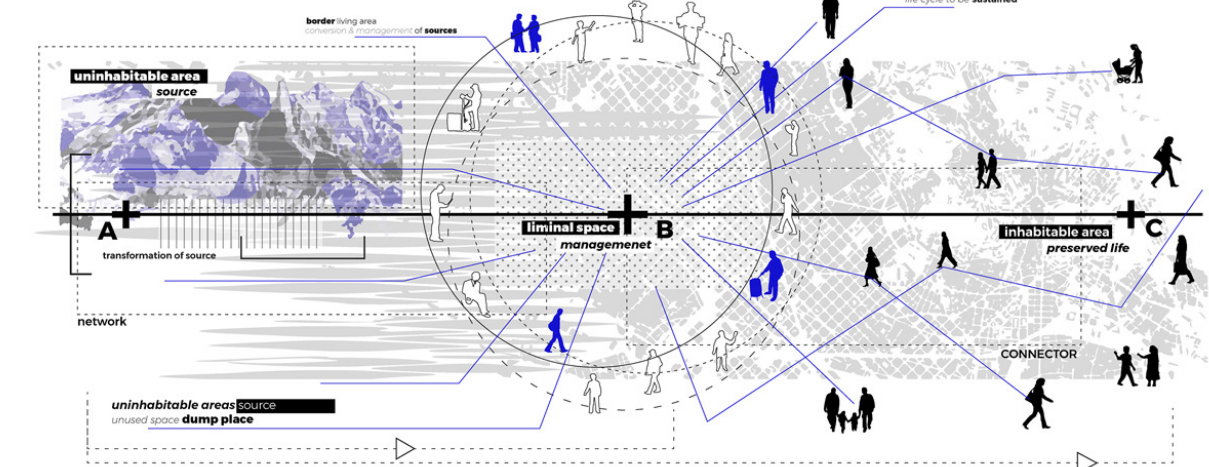 life cycle to be sustained
border living area
conversion & management of sources
uninhabitable area
source
A
transformation of source
liminal space
B
managemenet
inhabitable area
C
preserved life
network
CONNECTOR
uninhabitable areas source
unused space dump place